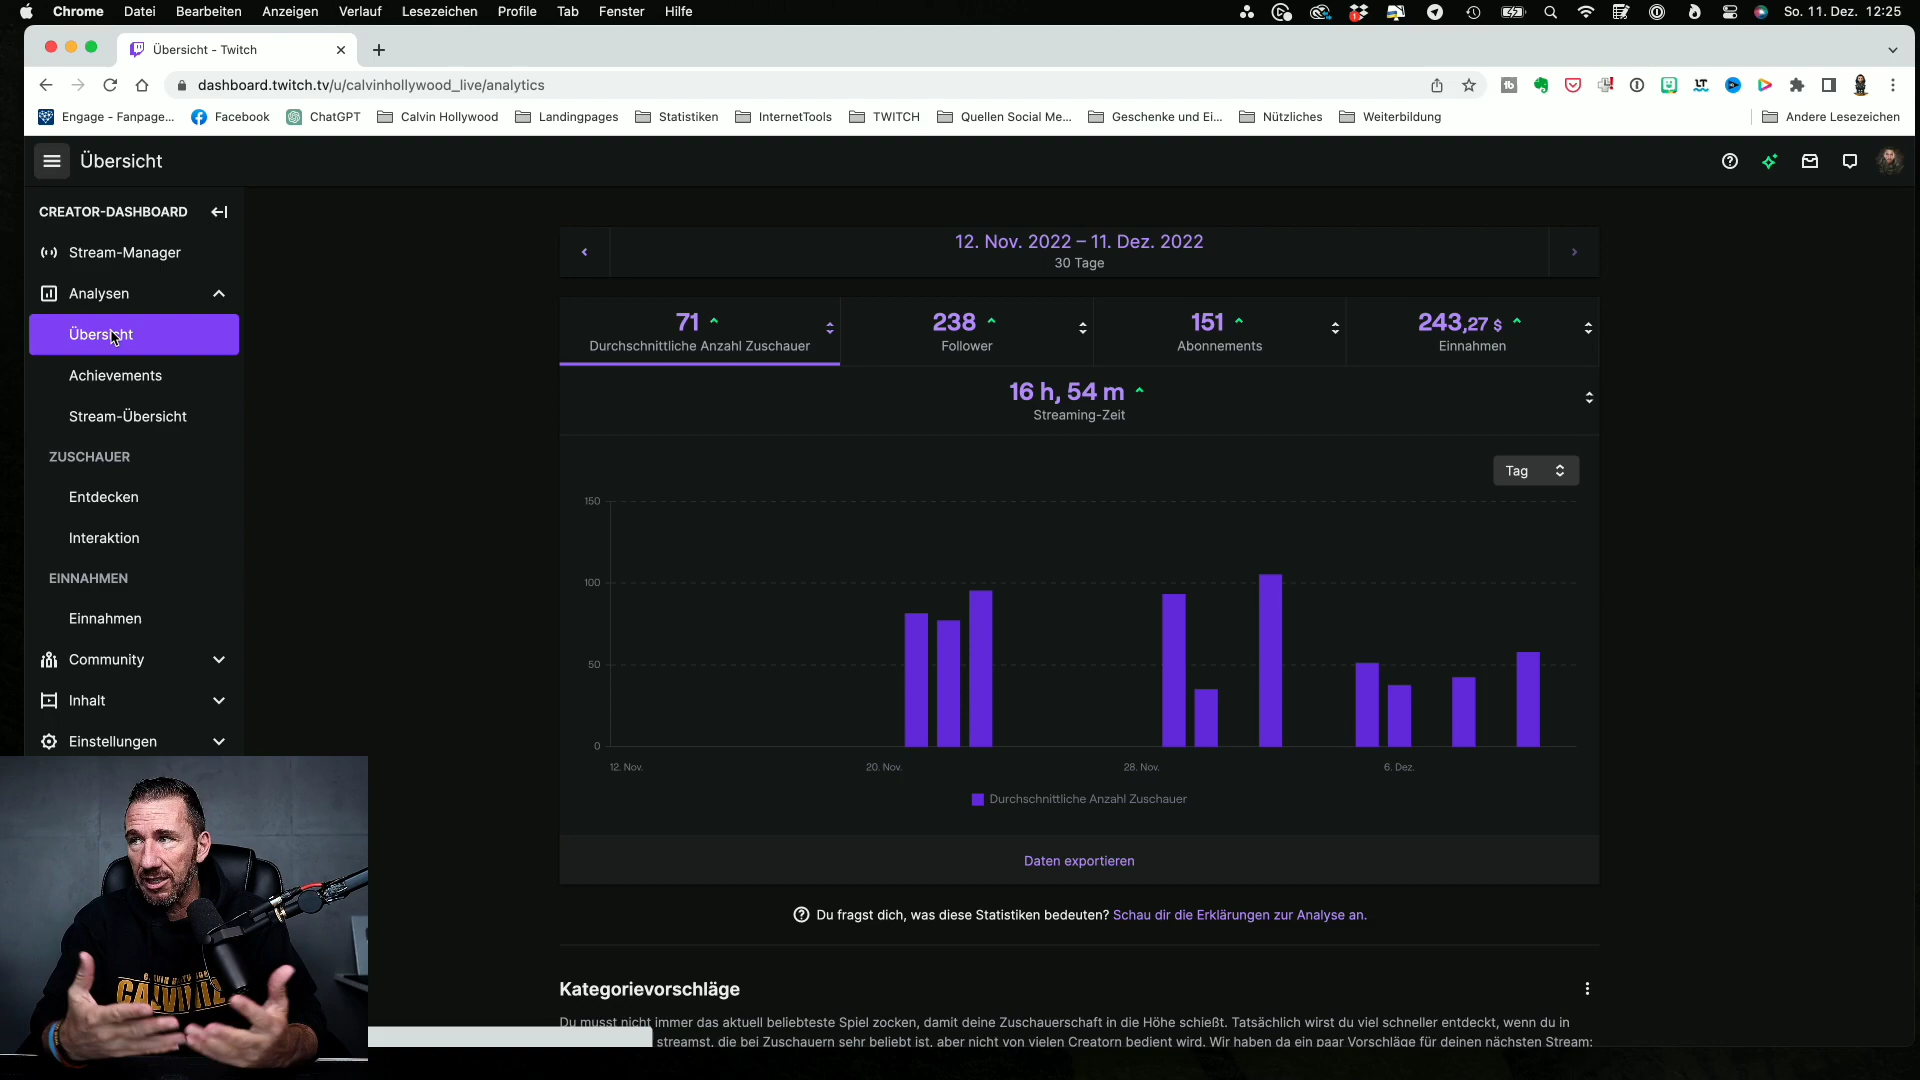 Chrome Datei Bearbeiten Anzeigen Verlauf Lesezeichen Profile Tab Fenster Hilfe So. 11. Dez. 12:25
Übersicht - Twitch
dashboard.twitch.tv/u/calvinhollywood_live/analytics
Engage - Fanpage... Facebook ChatGPT Calvin Hollywood Landingpages Statistiken InternetTools TWITCH Quellen Social Me... Geschenke und Ei... Nützliches Weiterbildung Andere Lesezeichen
Übersicht
CREATOR-DASHBOARD
Stream-Manager
Analysen
Übersicht
Achievements
Stream-Übersicht
ZUSCHAUER
Entdecken
Interaktion
EINNAHMEN
Einnahmen
Community
Inhalt
Einstellungen
12. Nov. 2022 – 11. Dez. 2022
30 Tage
71 238 151 243,27 $
Durchschnittliche Anzahl Zuschauer Follower Abonnements Einnahmen
16 h, 54 m
Streaming-Zeit
Tag
150
100
50
0
12. Nov. 20. Nov. 28. Nov. 6. Dez.
Durchschnittliche Anzahl Zuschauer
Daten exportieren
Du fragst dich, was diese Statistiken bedeuten? Schau dir die Erklärungen zur Analyse an.
Kategorievorschläge
Du musst nicht immer das aktuell beliebteste Spiel zocken, damit deine Zuschauerschaft in die Höhe schießt. Tatsächlich wirst du viel schneller entdeckt, wenn du in
streamst, die bei Zuschauern sehr beliebt ist, aber nicht von vielen Creatorn bedient wird. Wir haben da ein paar Vorschläge für deinen nächsten Stream: